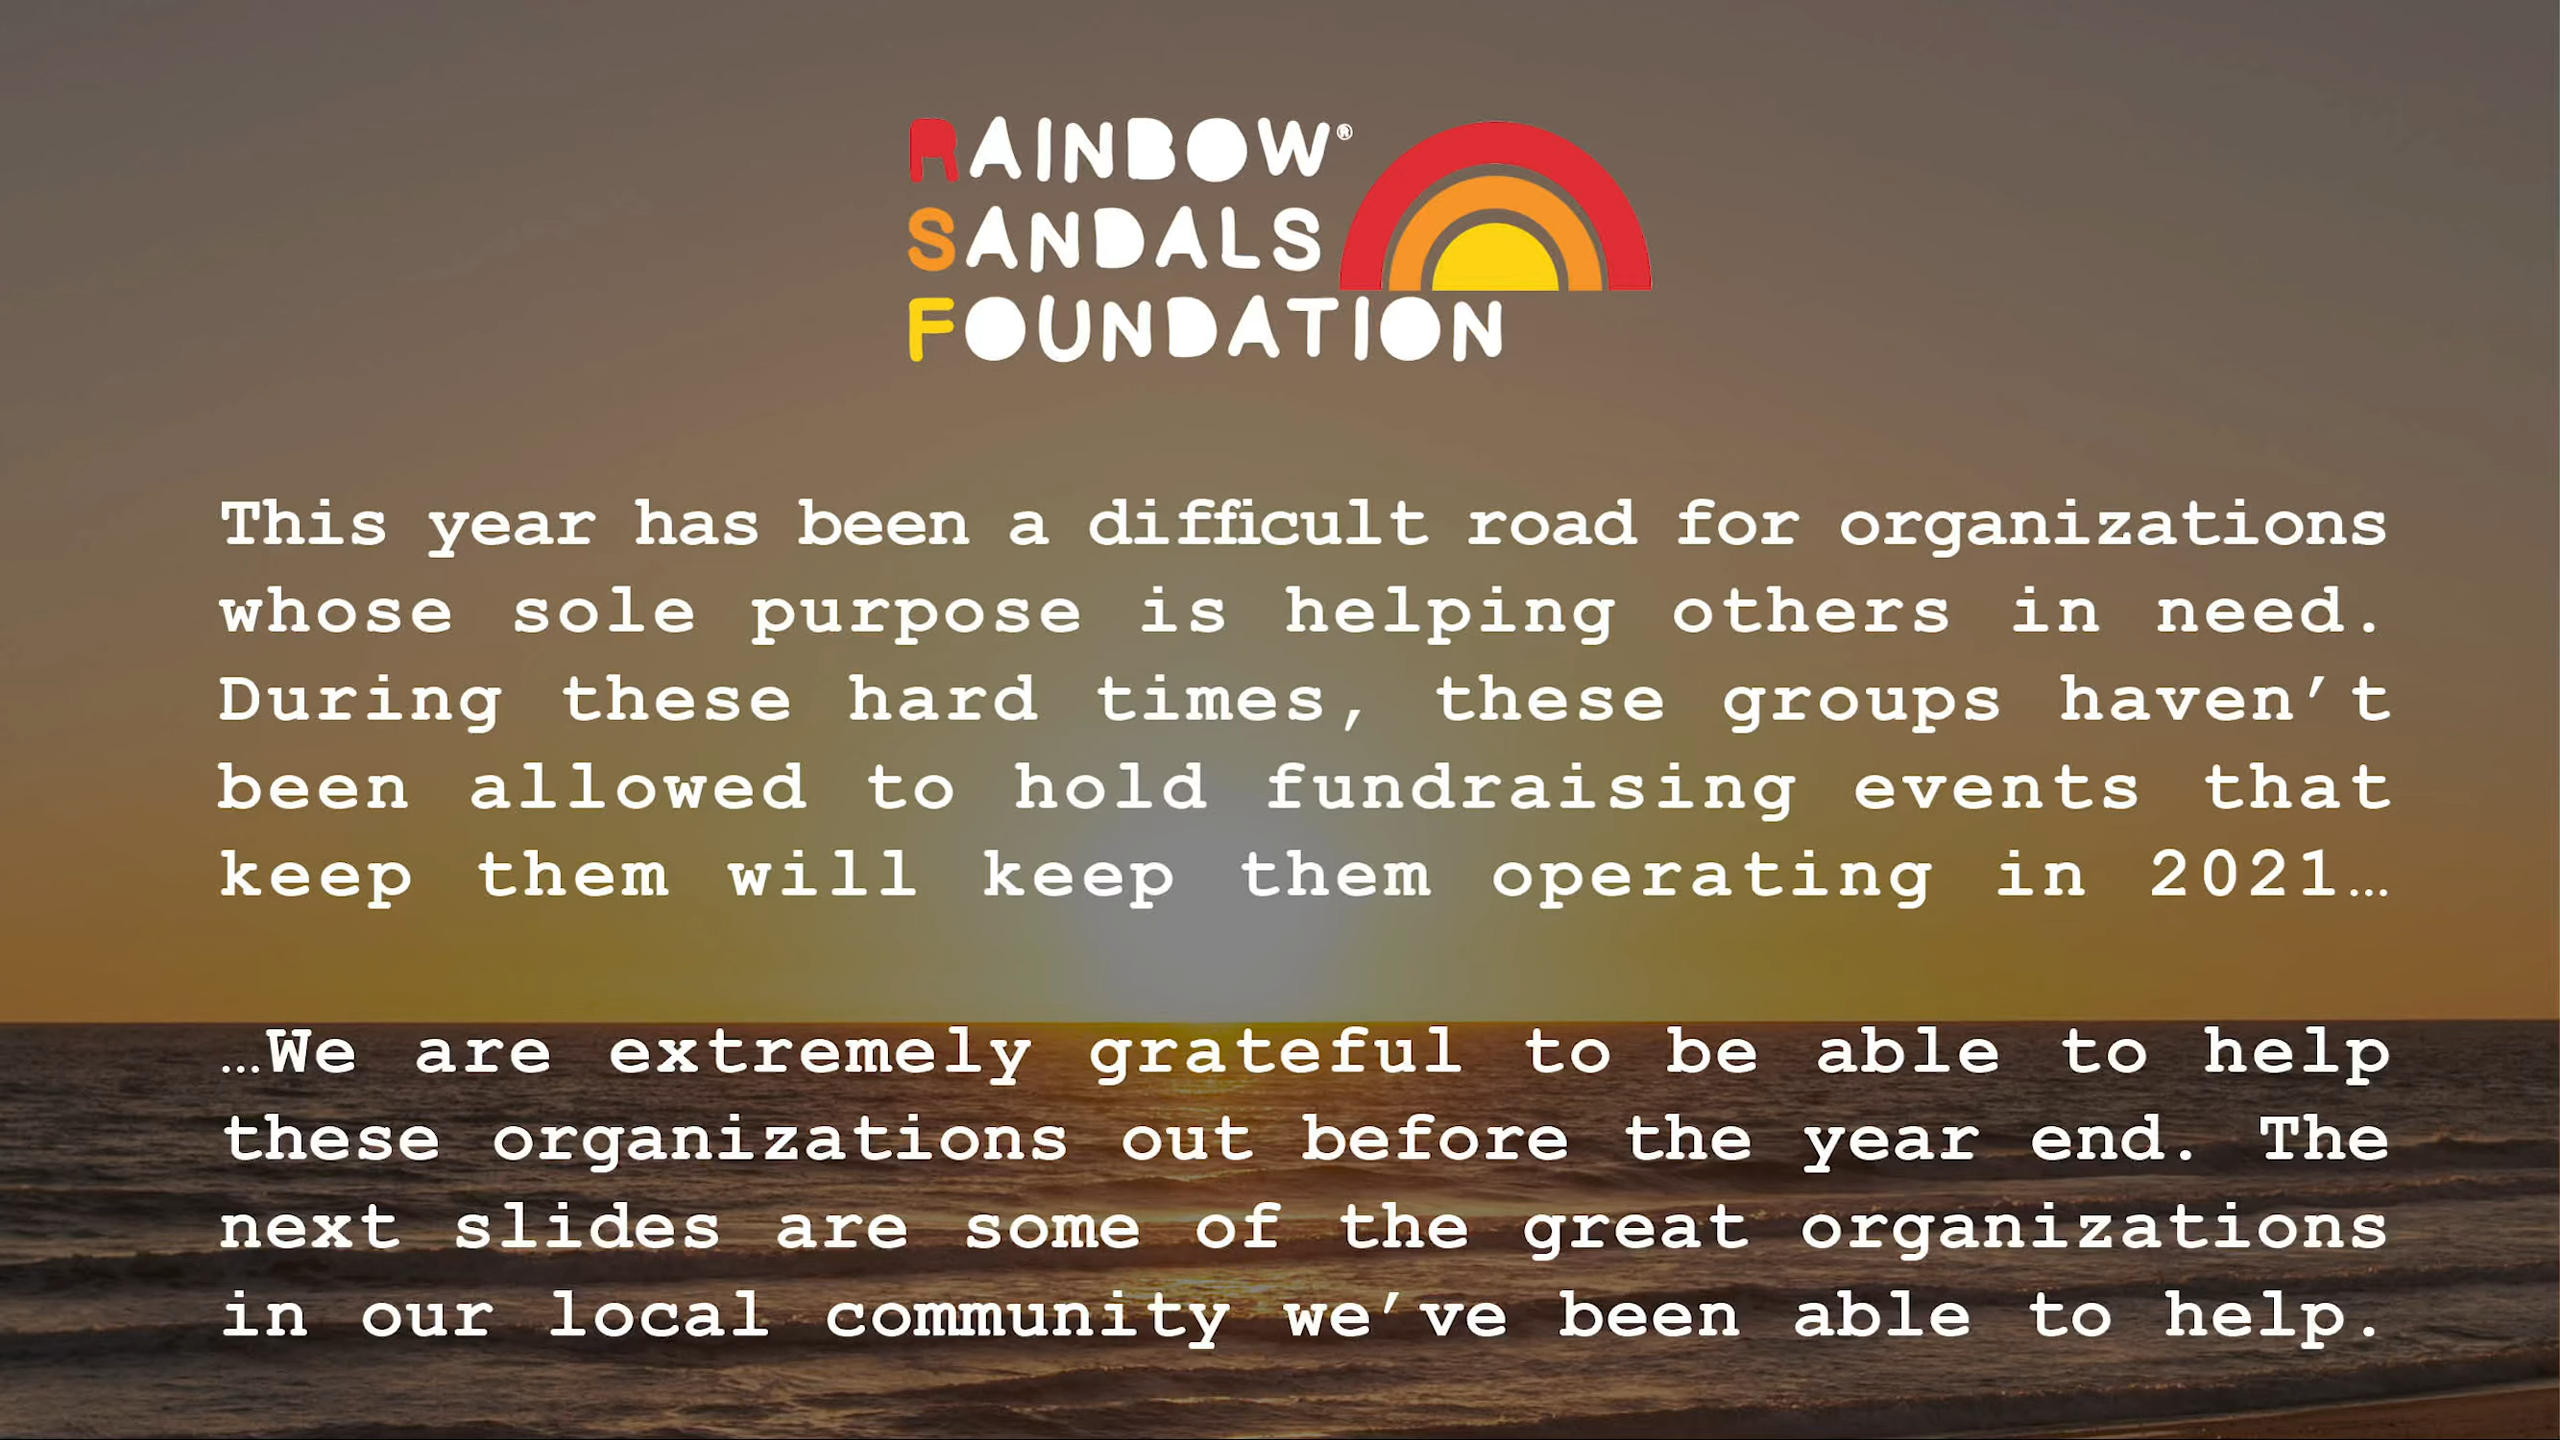 RAINBOW®
SANDALS
FOUNDATION
This year has been a difficult road for organizations
whose sole purpose is helping others in need.
During these hard times, these groups haven’t
been allowed to hold fundraising events that
keep them will keep them operating in 2021…
…We are extremely grateful to be able to help
these organizations out before the year end. The
next slides are some of the great organizations
in our local community we’ve been able to help.